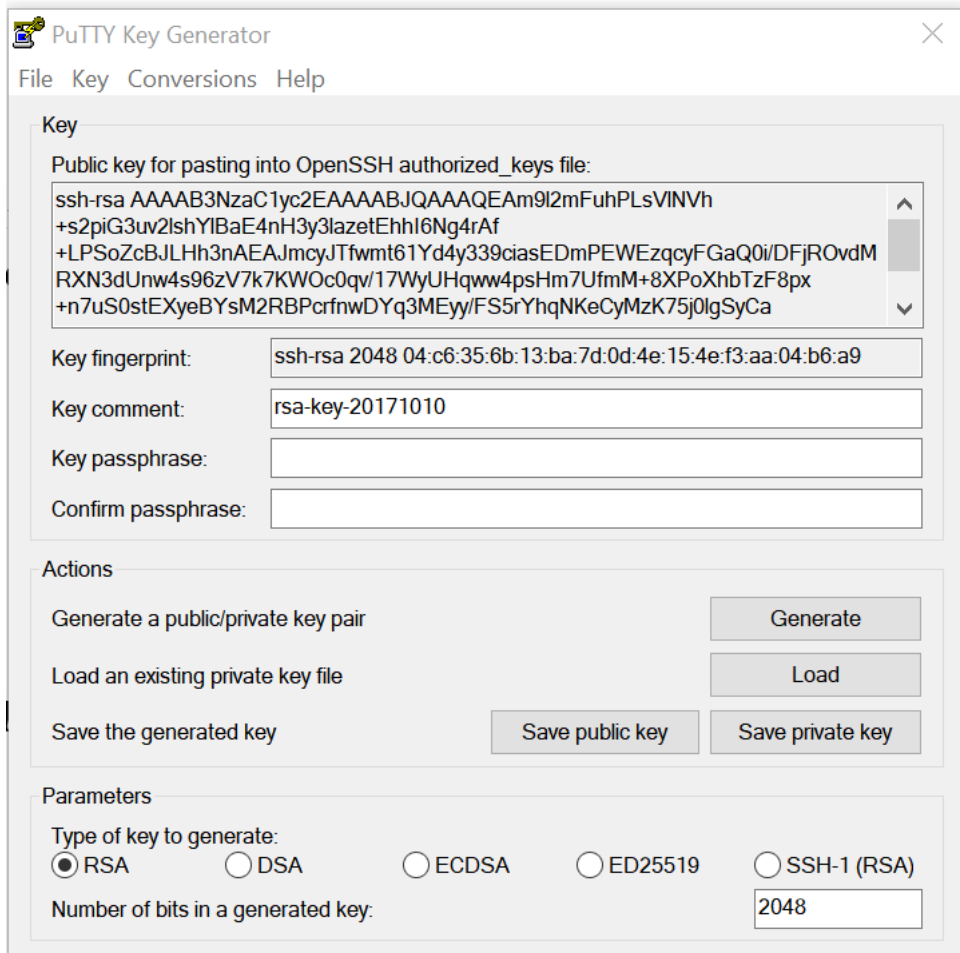 PuTTY Key Generator
File Key Conversions Help
Key
Public key for pasting into OpenSSH authorized_keys file:
ssh-rsa AAAAB3NzaC1yc2EAAAABJQAAAQEAm9l2mFuhPLsVlNVh
+s2piG3uv2lshYlBaE4nH3y3lazetEhhI6Ng4rAf
+LPSoZcBJLHh3nAEAJmcyJTfwmt61Yd4y339ciasEDmPEWEzqcyFGaQ0i/DFjROvdM
RXN3dUnw4s96zV7k7KWOc0qv/17WyUHqww4psHm7UfmM+8XPoXhbTzF8px
+n7uS0stEXyeBYsM2RBPcrfnwDYq3MEyy/FS5rYhqNKeCyMzK75j0lgSyCa
Key fingerprint: ssh-rsa 2048 04:c6:35:6b:13:ba:7d:0d:4e:15:4e:f3:aa:04:b6:a9
Key comment: rsa-key-20171010
Key passphrase:
Confirm passphrase:
Actions
Generate a public/private key pair Generate
Load an existing private key file Load
Save the generated key Save public key Save private key
Parameters
Type of key to generate:
RSA DSA ECDSA ED25519 SSH-1 (RSA)
Number of bits in a generated key: 2048